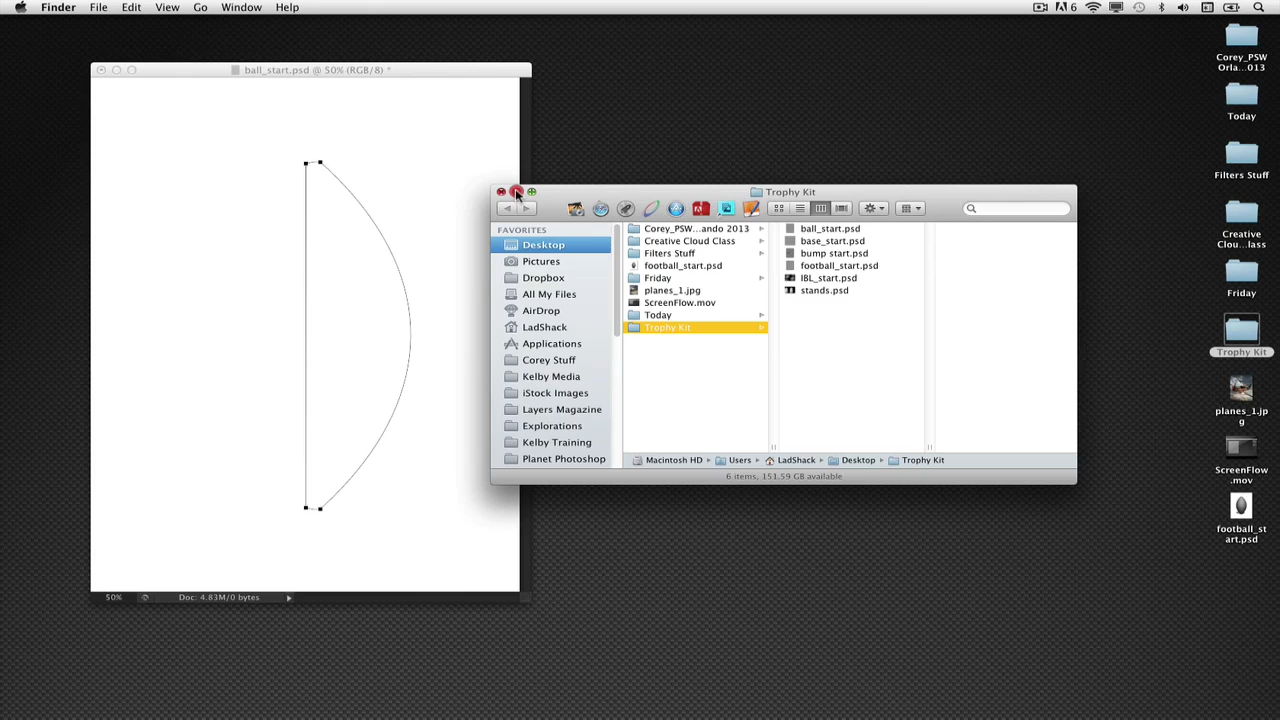 Finder File Edit View Go Window Help
6
ball_start.psd @ 50% (RGB/8) *
50% Doc: 4.83M/0 bytes
Trophy Kit
FAVORITES
Desktop
Pictures
Dropbox
All My Files
AirDrop
LadShack
Applications
Corey Stuff
Kelby Media
iStock Images
Layers Magazine
Explorations
Kelby Training
Planet Photoshop
Corey_PSW...ando 2013
Creative Cloud Class
Filters Stuff
football_start.psd
Friday
planes_1.jpg
ScreenFlow.mov
Today
Trophy Kit
ball_start.psd
base_start.psd
bump start.psd
football_start.psd
IBL_start.psd
stands.psd
Macintosh HD Users LadShack Desktop Trophy Kit
6 items, 151.59 GB available
Corey_PSW
Orla...013
Today
Filters Stuff
Creative
Cloud...lass
Friday
Trophy Kit
planes_1.jp
g
ScreenFlow
.mov
football_st
art.psd